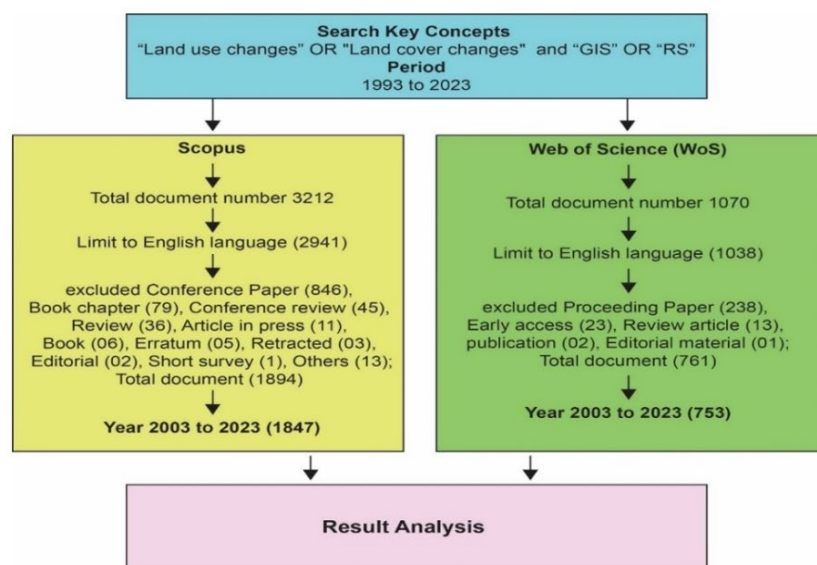 Search Key Concepts
“Land use changes” OR "Land cover changes" and “GIS” OR “RS”
Period
1993 to 2023
Scopus
Total document number 3212
Limit to English language (2941)
excluded Conference Paper (846),
Book chapter (79), Conference review (45),
Review (36), Article in press (11),
Book (06), Erratum (05), Retracted (03),
Editorial (02), Short survey (1), Others (13);
Total document (1894)
Year 2003 to 2023 (1847)
Web of Science (WoS)
Total document number 1070
Limit to English language (1038)
excluded Proceeding Paper (238),
Early access (23), Review article (13),
publication (02), Editorial material (01);
Total document (761)
Year 2003 to 2023 (753)
Result Analysis